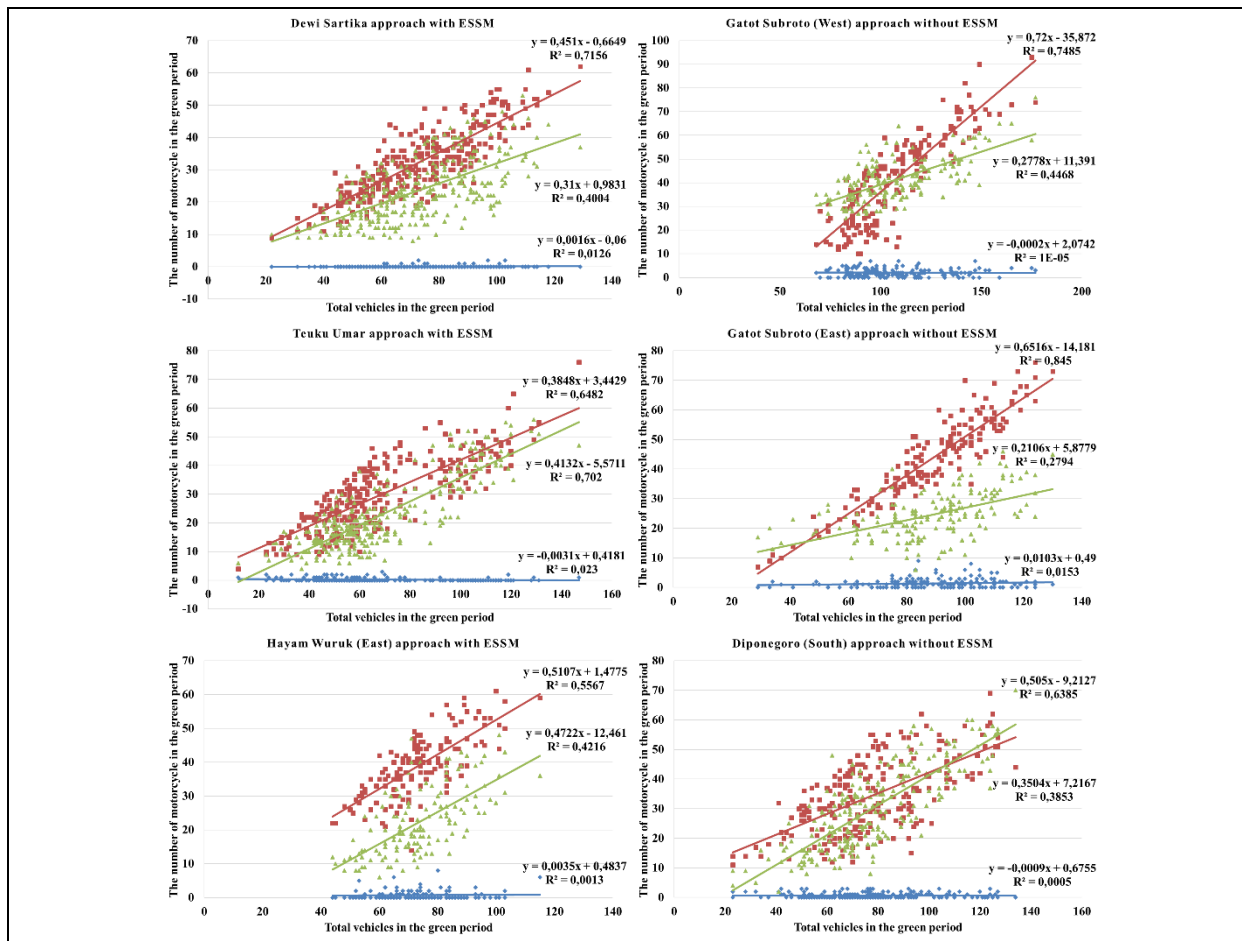 Dewi Sartika approach with ESSM
The number of motorcycle in the green period
70
60
50
40
30
20
10
0
-10
y = 0,451x - 0,6649
R² = 0,7156
y = 0,31x + 0,9831
R² = 0,4004
y = 0,0016x - 0,06
R² = 0,0126
0 20 40 60 80 100 120 140
Total vehicles in the green period
Gatot Subroto (West) approach without ESSM
The number of motorcycle in the green period
100
90
80
70
60
50
40
30
20
10
0
y = 0,72x - 35,872
R² = 0,7485
y = 0,2778x + 11,391
R² = 0,4468
y = -0,0002x + 2,0742
R² = 1E-05
0 50 100 150 200
Total vehicles in the green period
Teuku Umar approach with ESSM
The number of motorcycle in the green period
80
70
60
50
40
30
20
10
0
-10
y = 0,3848x + 3,4429
R² = 0,6482
y = 0,4132x - 5,5711
R² = 0,702
y = -0,0031x + 0,4181
R² = 0,023
0 20 40 60 80 100 120 140 160
Total vehicles in the green period
Gatot Subroto (East) approach without ESSM
The number of motorcycle in the green period
80
70
60
50
40
30
20
10
0
y = 0,6516x - 14,181
R² = 0,845
y = 0,2106x + 5,8779
R² = 0,2794
y = 0,0103x + 0,49
R² = 0,0153
0 20 40 60 80 100 120 140
Total vehicles in the green period
Hayam Wuruk (East) approach with ESSM
The number of motorcycle in the green period
70
60
50
40
30
20
10
0
y = 0,5107x + 1,4775
R² = 0,5567
y = 0,4722x - 12,461
R² = 0,4216
y = 0,0035x + 0,4837
R² = 0,0013
0 20 40 60 80 100 120 140
Total vehicles in the green period
Diponegoro (South) approach without ESSM
The number of motorcycle in the green period
80
70
60
50
40
30
20
10
0
y = 0,505x - 9,2127
R² = 0,6385
y = 0,3504x + 7,2167
R² = 0,3853
y = -0,0009x + 0,6755
R² = 0,0005
0 20 40 60 80 100 120 140 160
Total vehicles in the green period